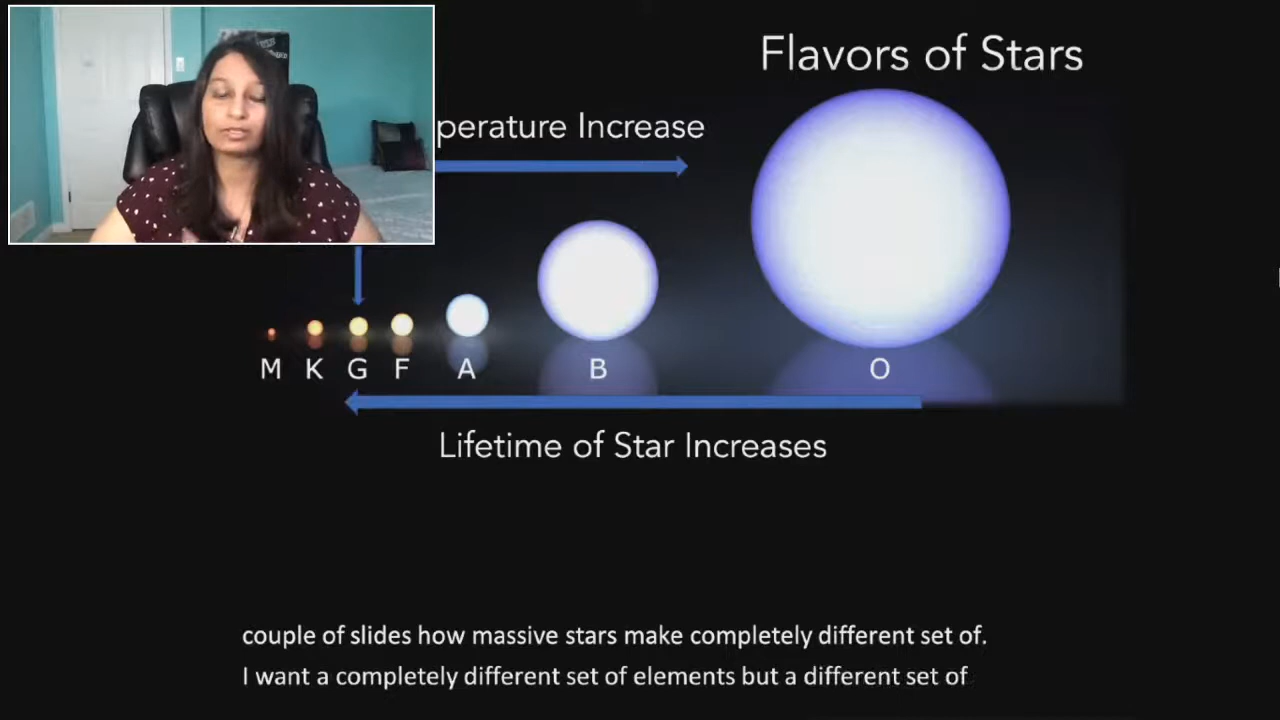 Flavors of Stars
perature Increase
M K G F A B O
Lifetime of Star Increases
couple of slides how massive stars make completely different set of.
I want a completely different set of elements but a different set of